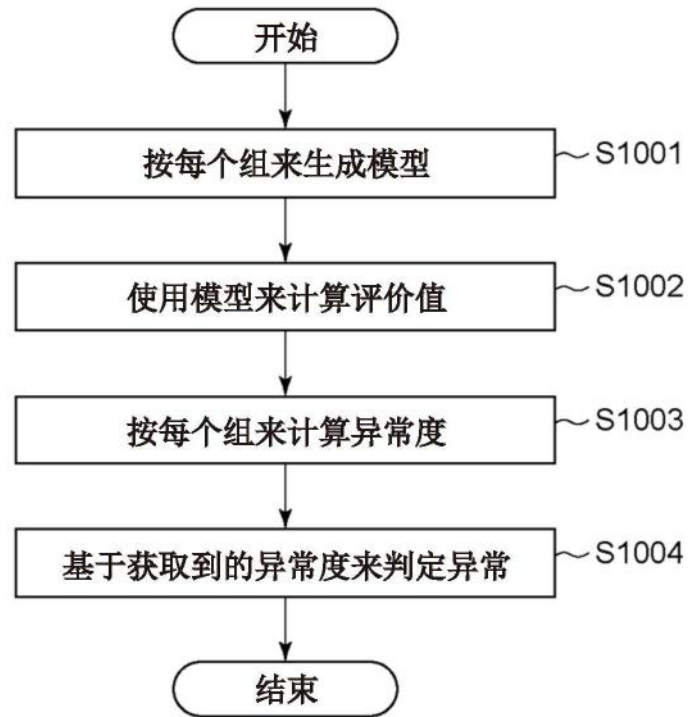 开始
按每个组来生成模型
S1001
使用模型来计算评价值
S1002
按每个组来计算异常度
S1003
基于获取到的异常度来判定异常
S1004
结束